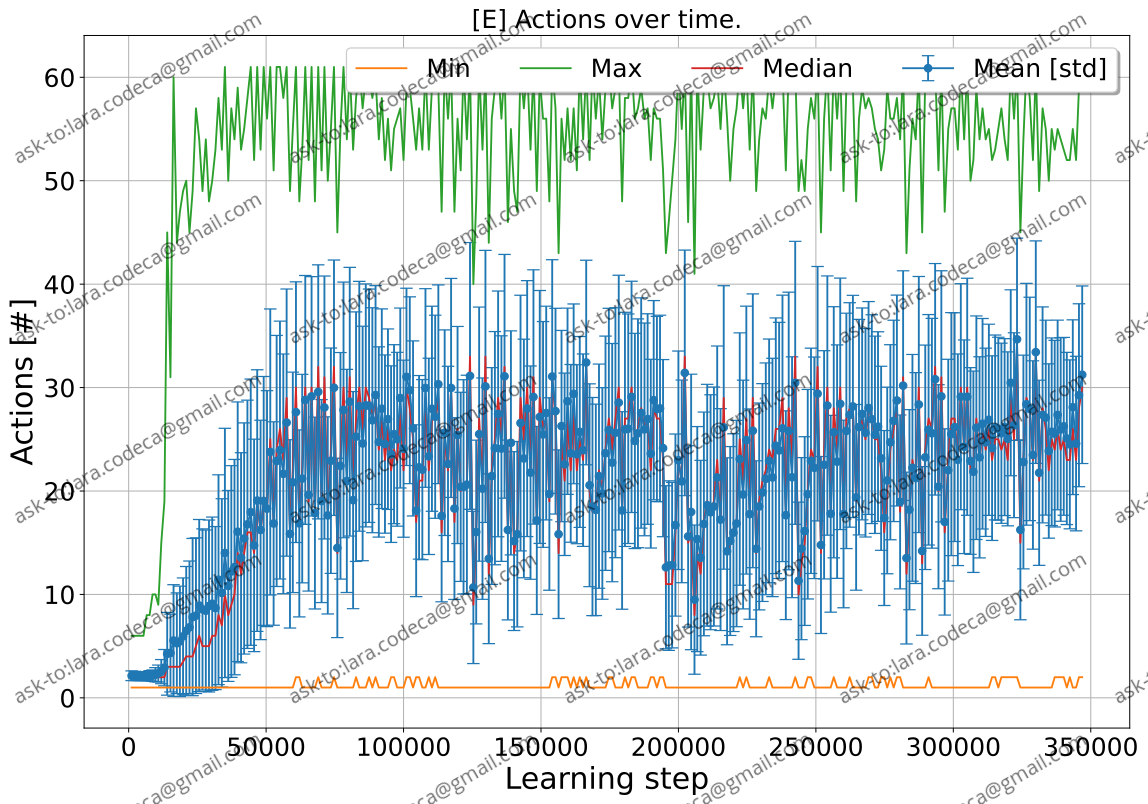 [E] Actions over time.
Min Max Median Mean [std]
60
50
40
30
20
10
0
Actions [#]
0 50000 100000 150000 200000 250000 300000 350000
Learning step
ask-to:lara.codeca@gmail.com